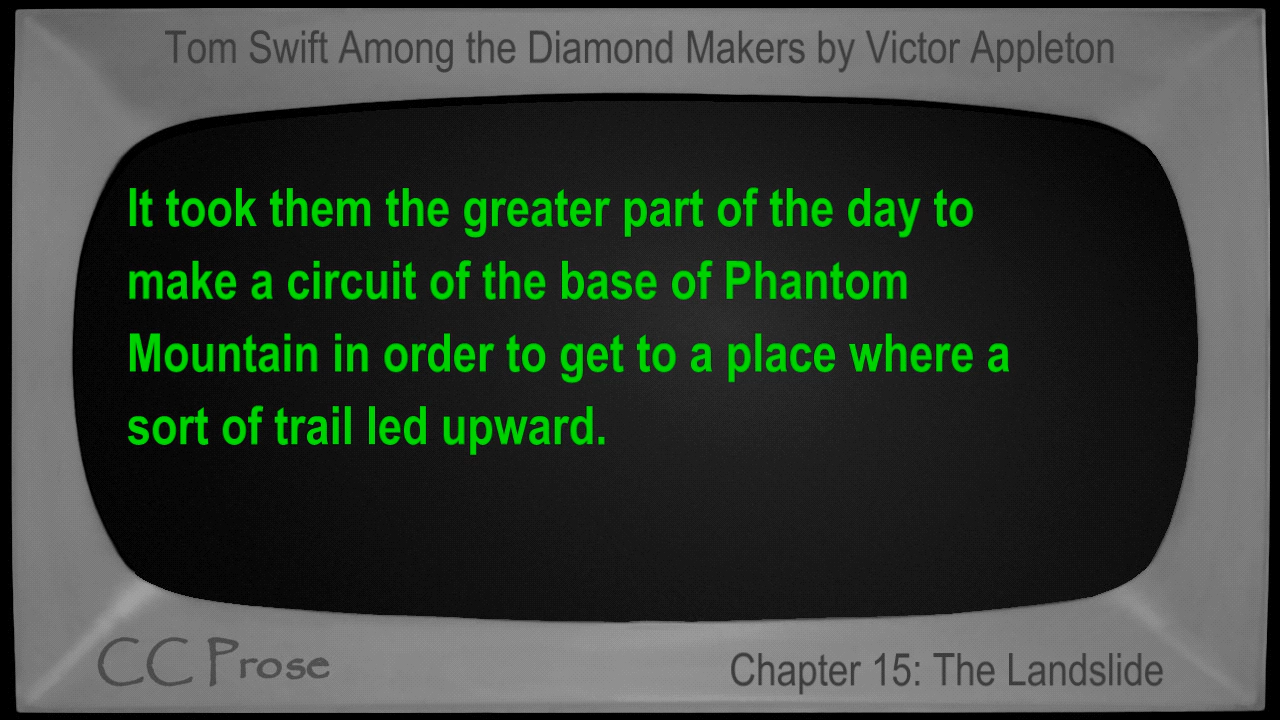 Tom Swift Among the Diamond Makers by Victor Appleton
It took them the greater part of the day to
make a circuit of the base of Phantom
Mountain in order to get to a place where a
sort of trail led upward.
CC Prose
Chapter 15: The Landslide